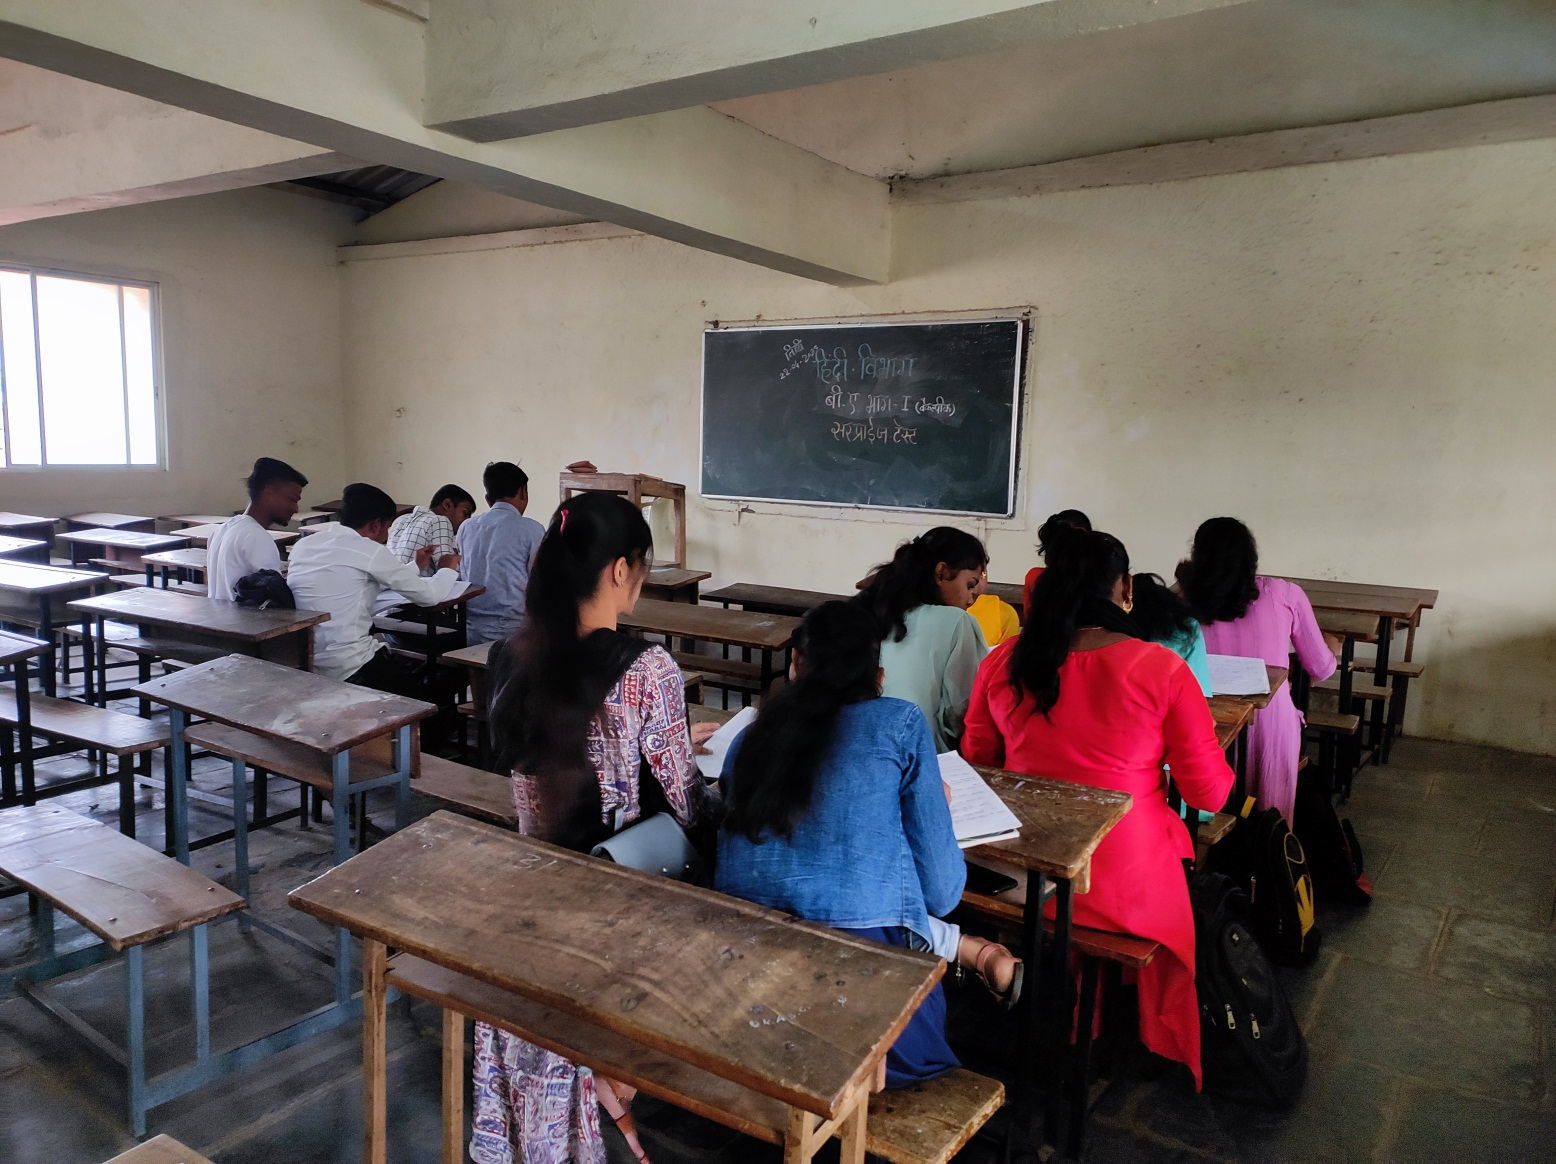 तिथि
हिंदी विभाग
बी.ए भाग-I (वैकल्पीक)
सरप्राईज टेस्ट